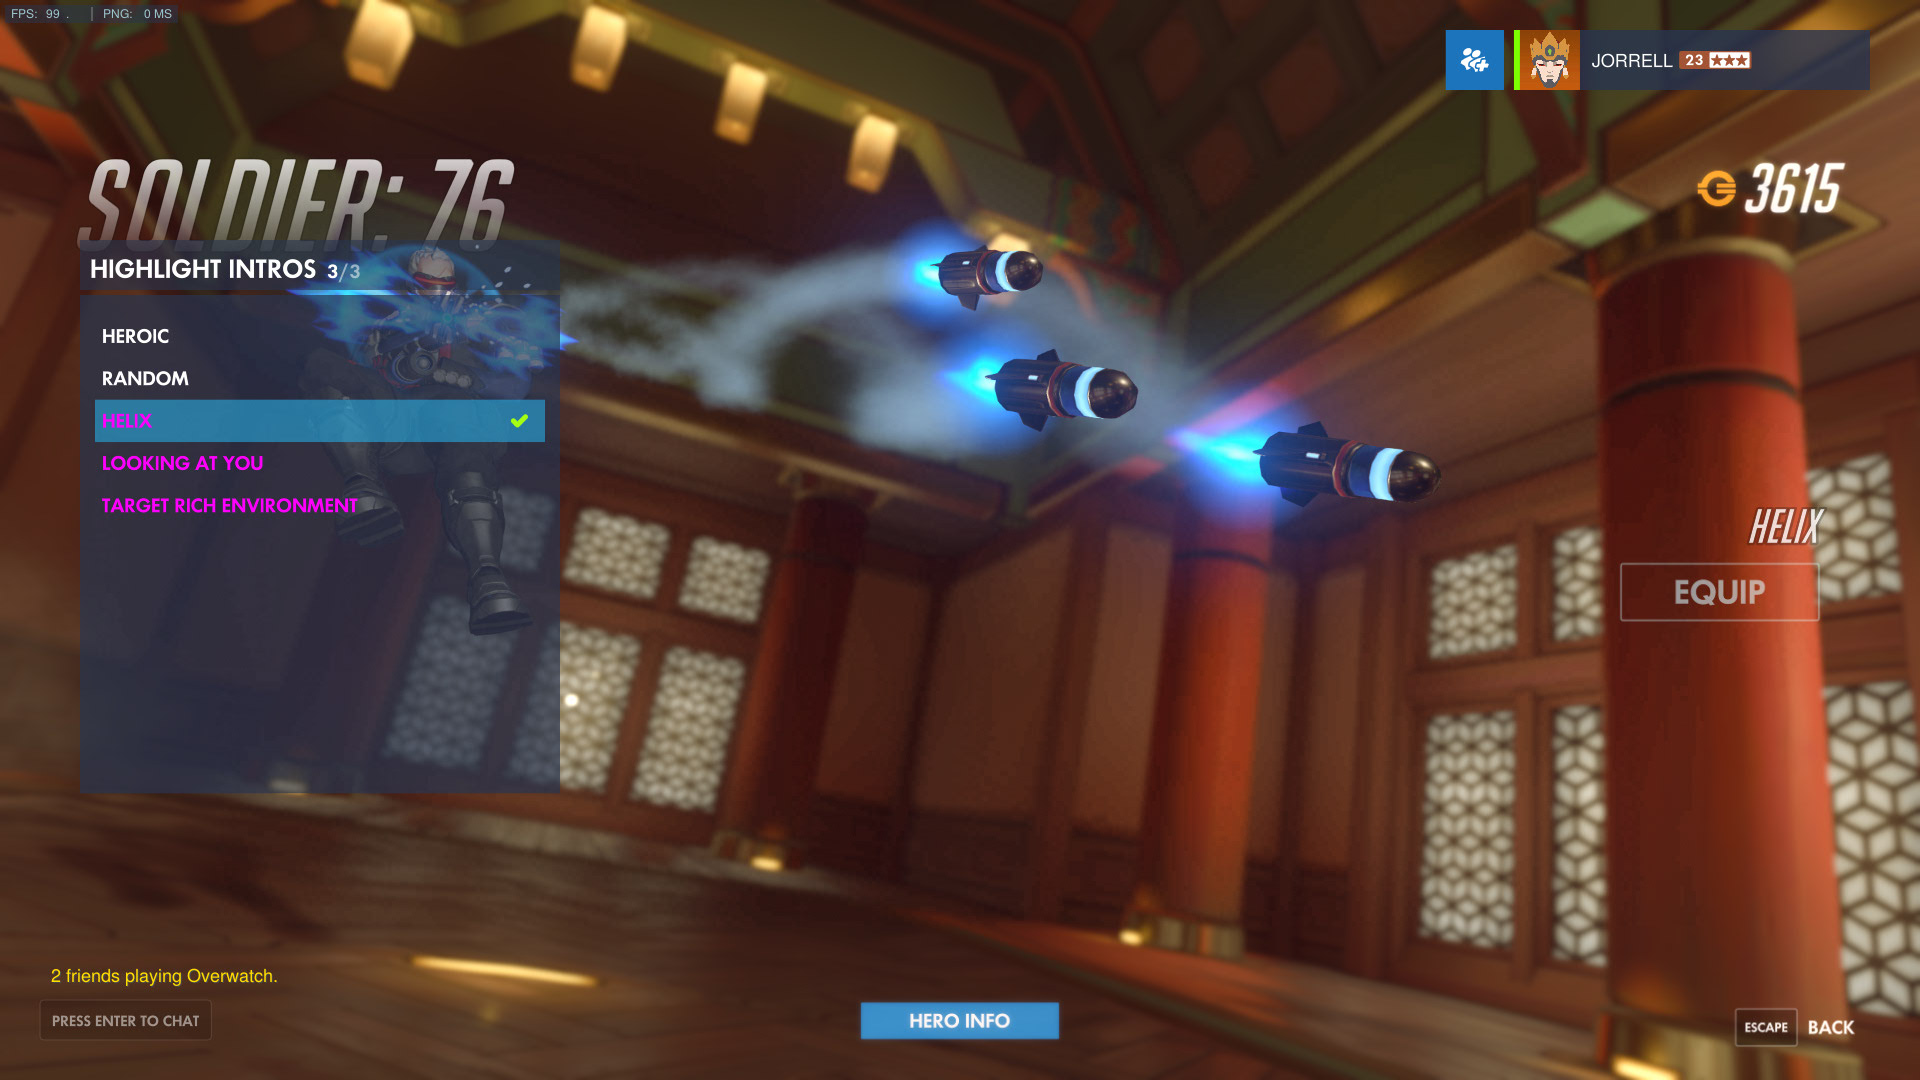 FPS: 99 . | PNG: 0 MS
JORRELL 23
SOLDIER: 76
3615
HIGHLIGHT INTROS 3/3
HEROIC
RANDOM
HELIX
LOOKING AT YOU
TARGET RICH ENVIRONMENT
HELIX
EQUIP
2 friends playing Overwatch.
PRESS ENTER TO CHAT
HERO INFO
ESCAPE BACK